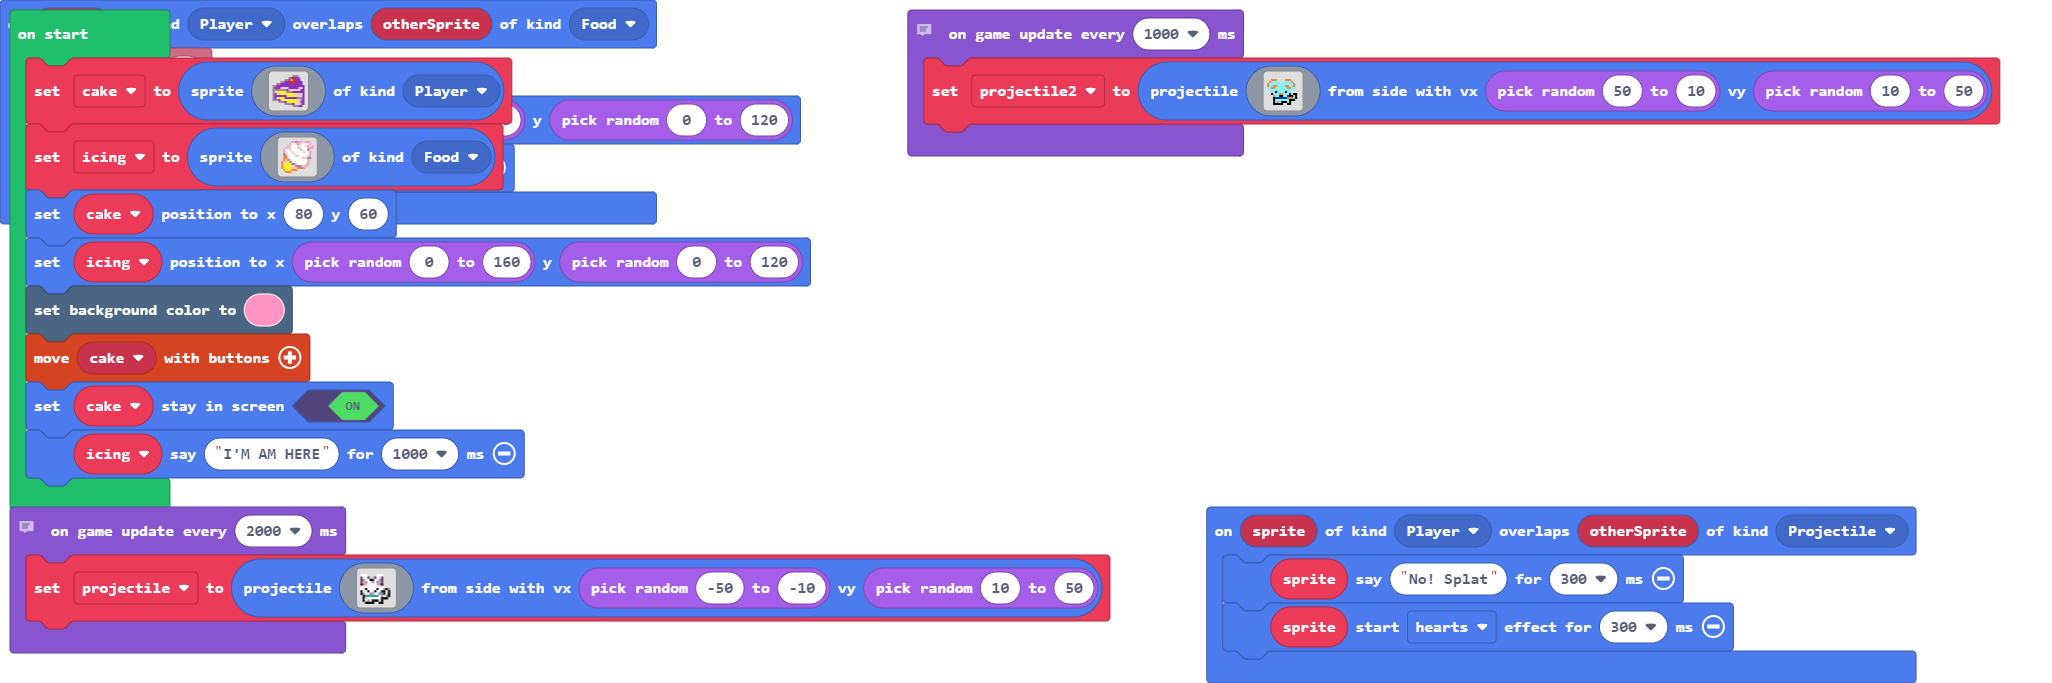 d Player overlaps otherSprite of kind Food
on start
set cake to sprite of kind Player
y pick random 0 to 120
set icing to sprite of kind Food
set cake position to x 80 y 60
set icing position to x pick random 0 to 160 y pick random 0 to 120
set background color to
move cake with buttons
set cake stay in screen ON
icing say "I'M AM HERE" for 1000 ms
on game update every 1000 ms
set projectile2 to projectile from side with vx pick random 50 to 10 vy pick random 10 to 50
on game update every 2000 ms
set projectile to projectile from side with vx pick random -50 to -10 vy pick random 10 to 50
on sprite of kind Player overlaps otherSprite of kind Projectile
sprite say "No! Splat" for 300 ms
sprite start hearts effect for 300 ms